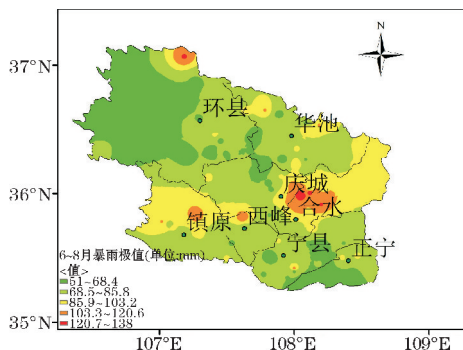 N
37°N
环县
华池
庆城
36°N
合水
镇原
西峰
宁县
正宁
6~8月暴雨极值(单位:mm)
<值>
51~68.4
68.5~85.8
85.9~103.2
103.3~120.6
120.7~138
35°N
107°E
108°E
109°E